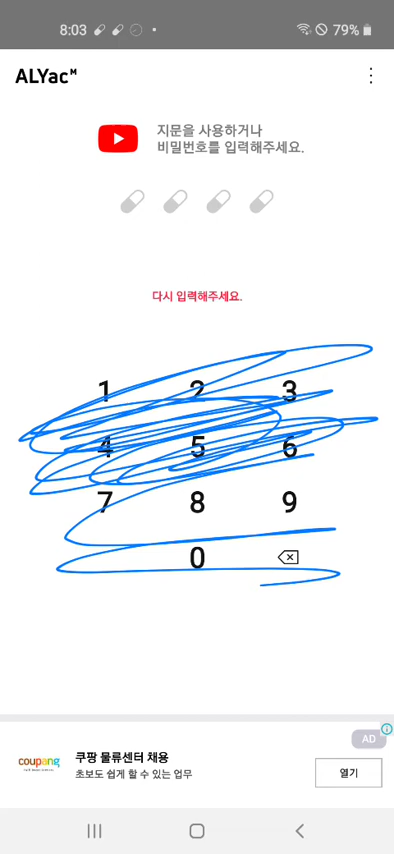 8:03
79%
ALYac M
지문을 사용하거나
비밀번호를 입력해주세요.
다시 입력해주세요.
1 2 3
4 5 6
7 8 9
0
AD
coupang
쿠팡 물류센터 채용
초보도 쉽게 할 수 있는 업무
열기